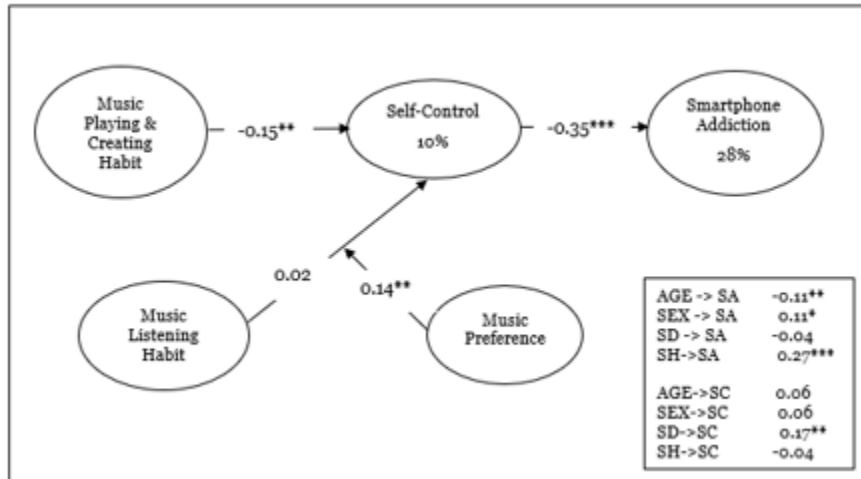 Music
Playing &
Creating
Habit
-0.15**
Self-Control
10%
-0.35***
Smartphone
Addiction
28%
0.02
0.14**
Music
Listening
Habit
Music
Preference
AGE -> SA -0.11**
SEX -> SA 0.11*
SD -> SA -0.04
SH->SA 0.27***
AGE->SC 0.06
SEX->SC 0.06
SD->SC 0.17**
SH->SC -0.04